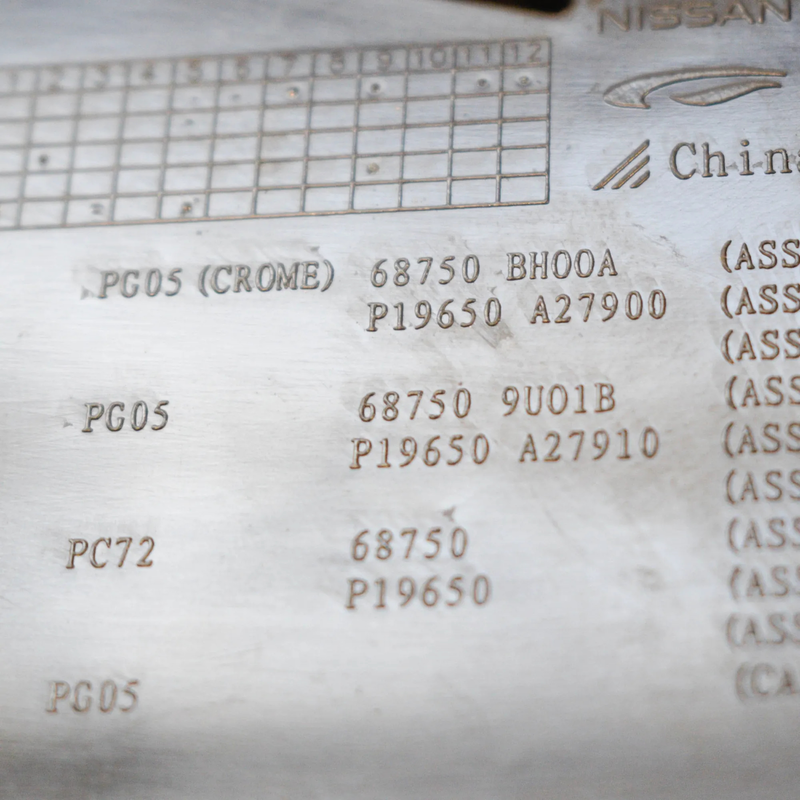 NISSAN
1 2 3 4 5 6 7 8 9 10 11 12
China
PG05 (CROME) 68750 BH00A (ASS
P19650 A27900 (ASS
(ASS
PG05 68750 9U01B (ASS
P19650 A27910 (ASS
(ASS
PC72 68750 (ASS
P19650 (ASS
(ASS
PG05 (CA